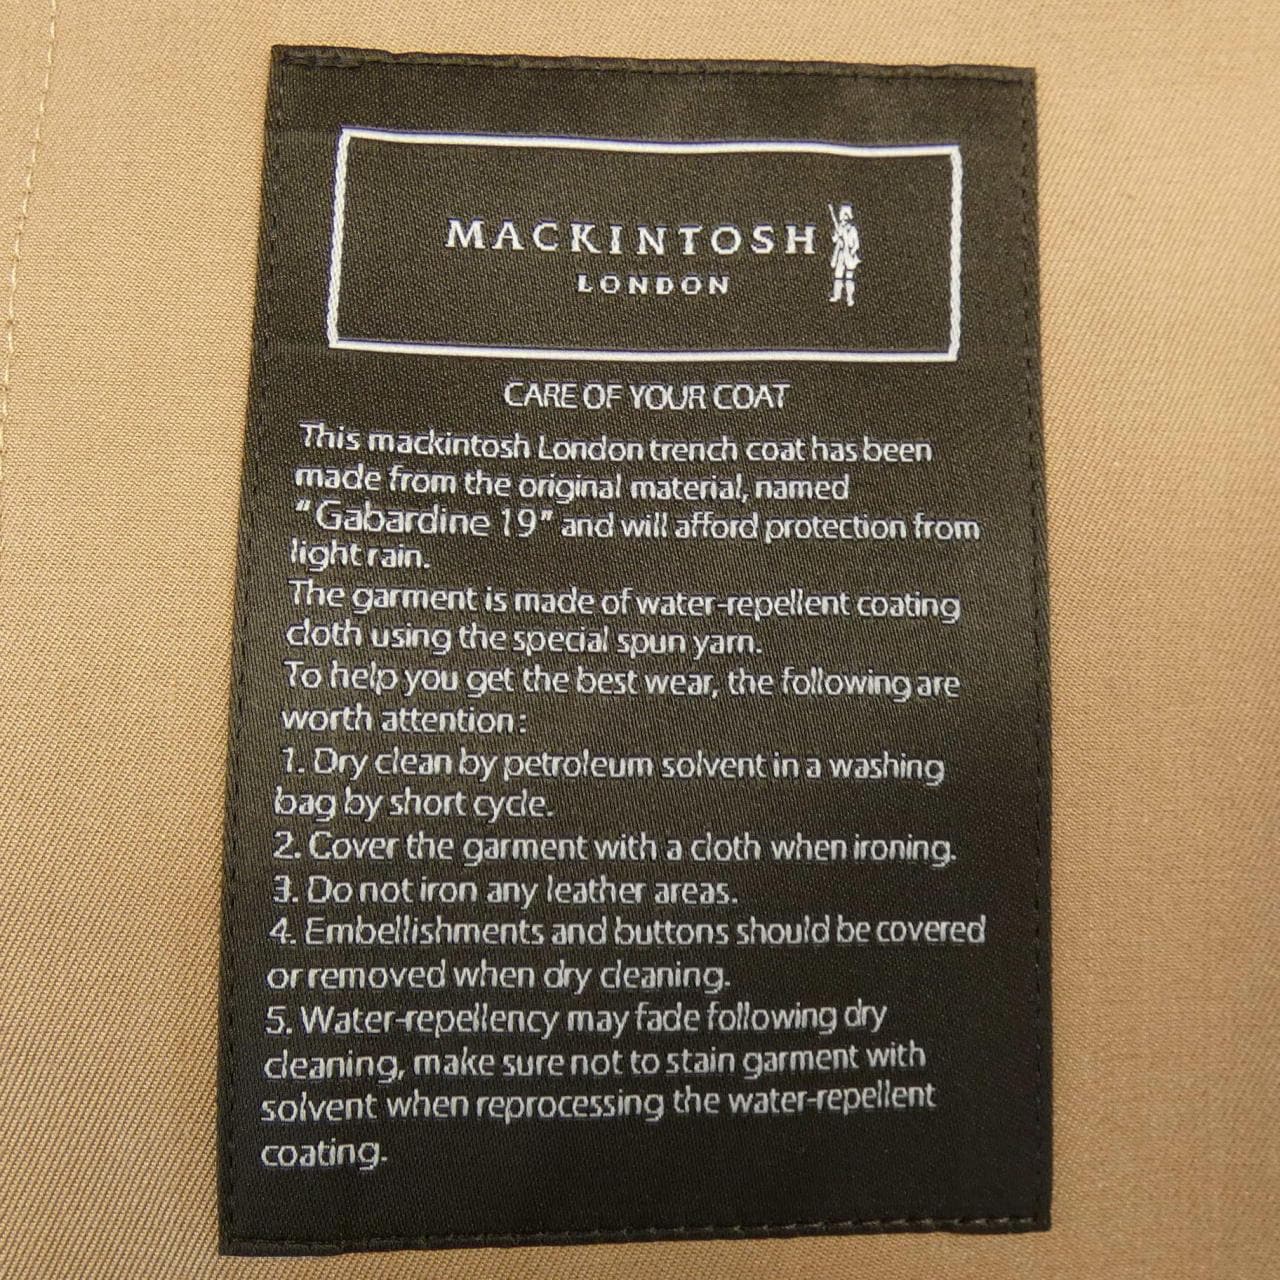 MACKINTOSH
LONDON
CARE OF YOUR COAT
This mackintosh London trench coat has been
made from the original material, named
"Gabardine 19" and will afford protection from
light rain.
The garment is made of water-repellent coating
cloth using the special spun yarn.
To help you get the best wear, the following are
worth attention:
1. Dry clean by petroleum solvent in a washing
bag by short cycle.
2. Cover the garment with a cloth when ironing.
3. Do not iron any leather areas.
4. Embellishments and buttons should be covered
or removed when dry cleaning.
5. Water-repellency may fade following dry
cleaning, make sure not to stain garment with
solvent when reprocessing the water-repellent
coating.